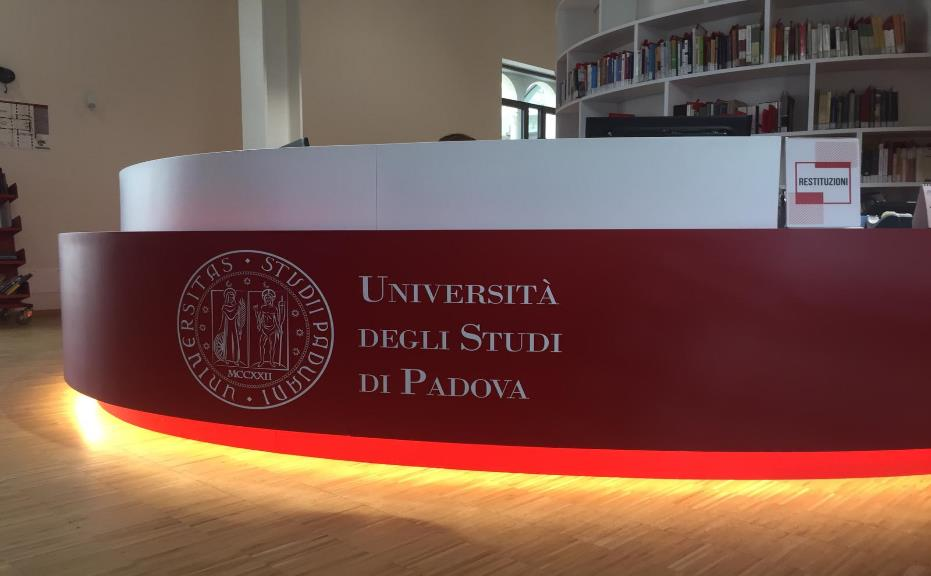 RESTITUZIONI
UNIVERSITAS STUDII PADUANI
MCCXXII
UNIVERSITÀ
DEGLI STUDI
DI PADOVA